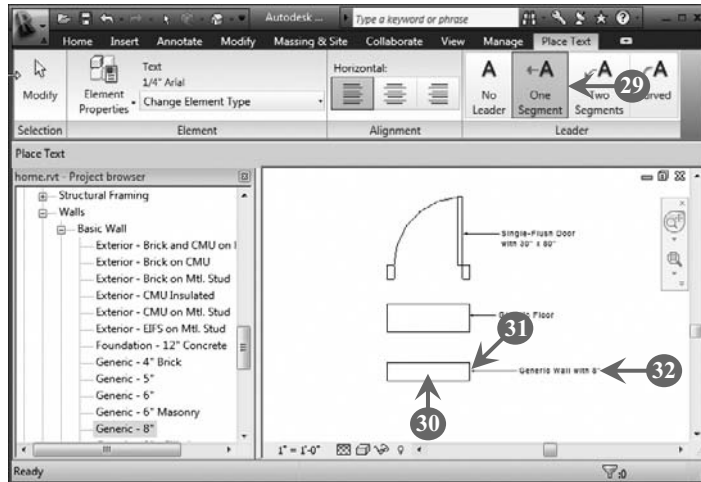 Autodesk ...
Type a keyword or phrase
Home Insert Annotate Modify Massing & Site Collaborate View Manage Place Text
Modify
Element Properties
Text
1/4" Arial
Change Element Type
Horizontal:
A
No Leader
A
One Segment
A
Two Segments
A
29
Selection
Element
Alignment
Leader
Place Text
home.rvt - Project browser
Structural Framing
Walls
Basic Wall
Exterior - Brick and CMU on
Exterior - Brick on CMU
Exterior - Brick on Mtl. Stud
Exterior - CMU Insulated
Exterior - CMU on Mtl. Stud
Exterior - EIFS on Mtl. Stud
Foundation - 12" Concrete
Generic - 4" Brick
Generic - 5"
Generic - 6"
Generic - 6" Masonry
Generic - 8"
Single-Flush Door
with 30" x 80"
Floor
31
Generic Wall with 8"
32
30
1" = 1'-0"
Ready
:0